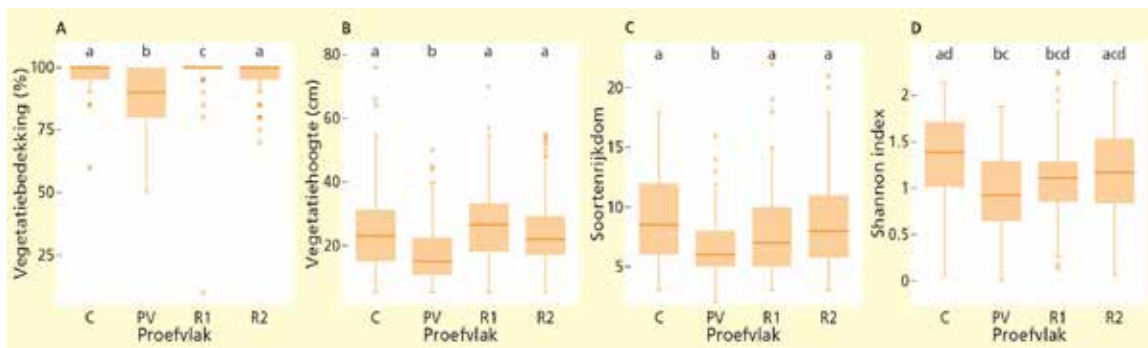 A
a b c a
Vegetatiebedekking (%)
100
75
50
25
C PV R1 R2
Proefvlak
B
a b a a
Vegetatiehoogte (cm)
80
60
40
20
C PV R1 R2
Proefvlak
C
a b a a
Soortenrijkdom
20
15
10
5
C PV R1 R2
Proefvlak
D
ad bc bcd acd
Shannon index
2
1.5
1
0.5
0
C PV R1 R2
Proefvlak